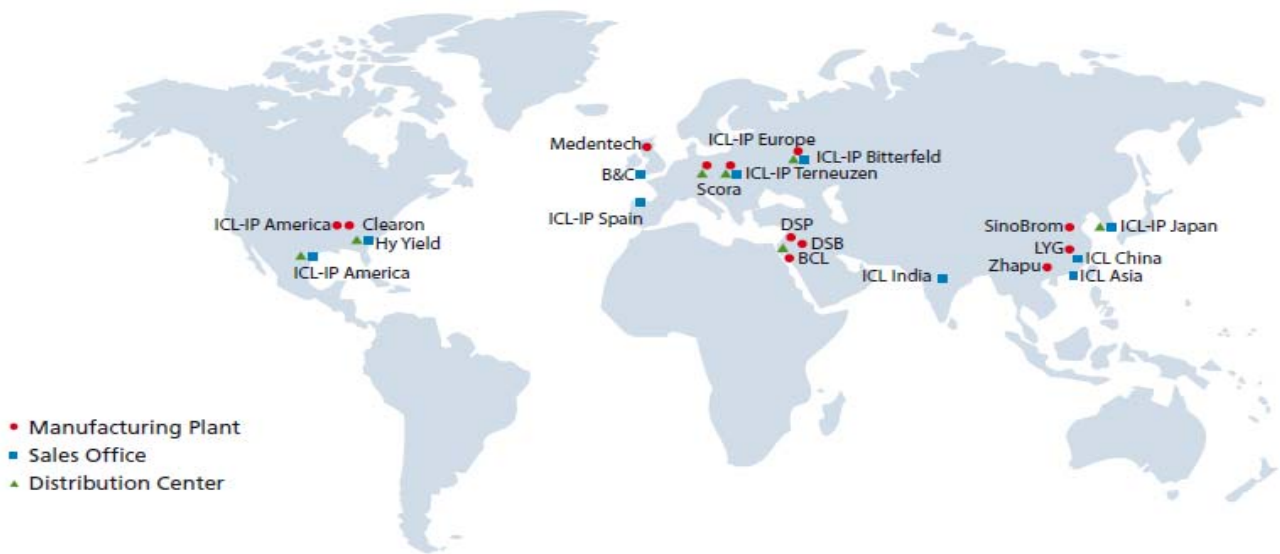 ICL-IP Europe
Medentech
ICL-IP Bitterfeld
B&C
ICL-IP Terneuzen
Scora
ICL-IP Spain
ICL-IP America
Clearon
DSP
SinoBrom
ICL-IP Japan
Hy Yield
DSB
LYG
BCL
ICL China
ICL-IP America
Zhapu
ICL India
ICL Asia
Manufacturing Plant
Sales Office
Distribution Center